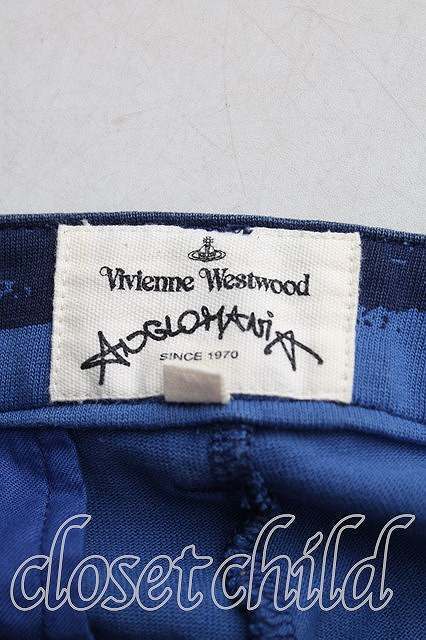 Vivienne Westwood
ANGLOMANIA
SINCE 1970
closet child